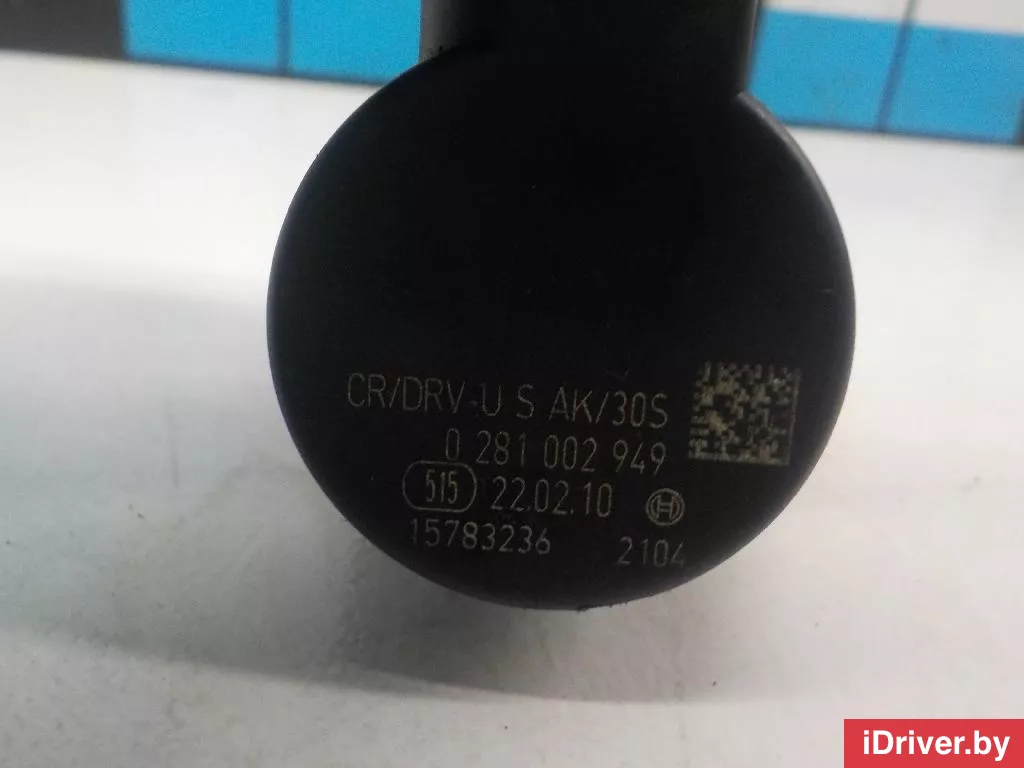 CR/DRV-U S AK/30S
0 281 002 949
515 22.02.10
15783236 2104
iDriver.by